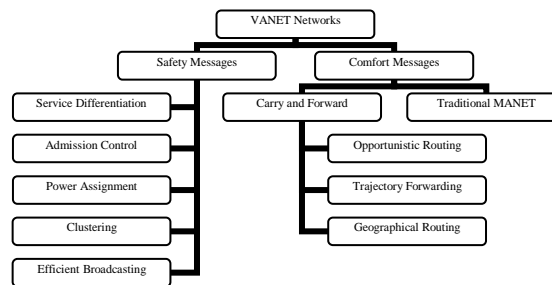 VANET Networks
Safety Messages
Comfort Messages
Service Differentiation
Carry and Forward
Traditional MANET
Admission Control
Opportunistic Routing
Power Assignment
Trajectory Forwarding
Clustering
Geographical Routing
Efficient Broadcasting